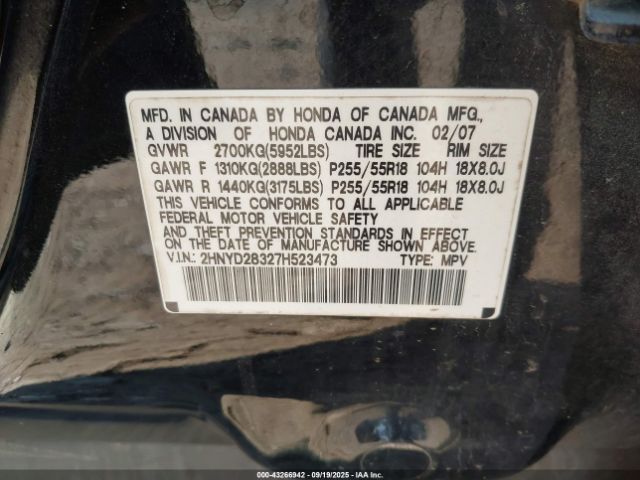 MFD. IN CANADA BY HONDA OF CANADA MFG.,
A DIVISION OF HONDA CANADA INC. 02/07
GVWR 2700KG(5952LBS) TIRE SIZE RIM SIZE
GAWR F 1310KG(2888LBS) P255/55R18 104H 18X8.0J
GAWR R 1440KG(3175LBS) P255/55R18 104H 18X8.0J
THIS VEHICLE CONFORMS TO ALL APPLICABLE
FEDERAL MOTOR VEHICLE SAFETY
AND THEFT PREVENTION STANDARDS IN EFFECT
ON THE DATE OF MANUFACTURE SHOWN ABOVE.
V.I.N.: 2HNYD28327H523473 TYPE: MPV
000-43266942 - 09/19/2025 - IAA Inc.